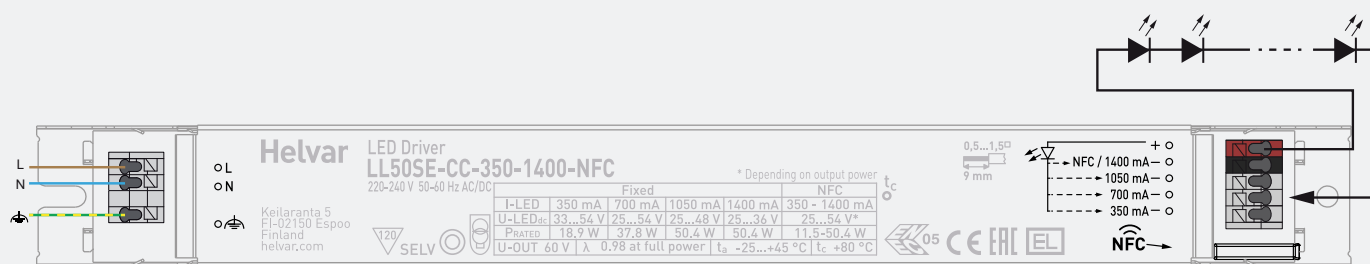 L
N
L
N
Helvar
Keilaranta 5
FI-02150 Espoo
Finland
helvar.com
LED Driver
LL50SE-CC-350-1400-NFC
220-240 V 50-60 Hz AC/DC
* Depending on output power
120
SELV
Fixed NFC
I-LED 350 mA 700 mA 1050 mA 1400 mA 350 - 1400 mA
U-LEDdc 33...54 V 25...54 V 25...48 V 25...36 V 25...54 V*
PRATED 18,9 W 37.8 W 50.4 W 50.4 W 11.5-50.4 W
U-OUT 60 V λ 0.98 at full power ta -25...+45 °C tc +80 °C
tc
0,5...1,5□
9 mm
05 CE EAC EL
+
NFC / 1400 mA
1050 mA
700 mA
350 mA
NFC